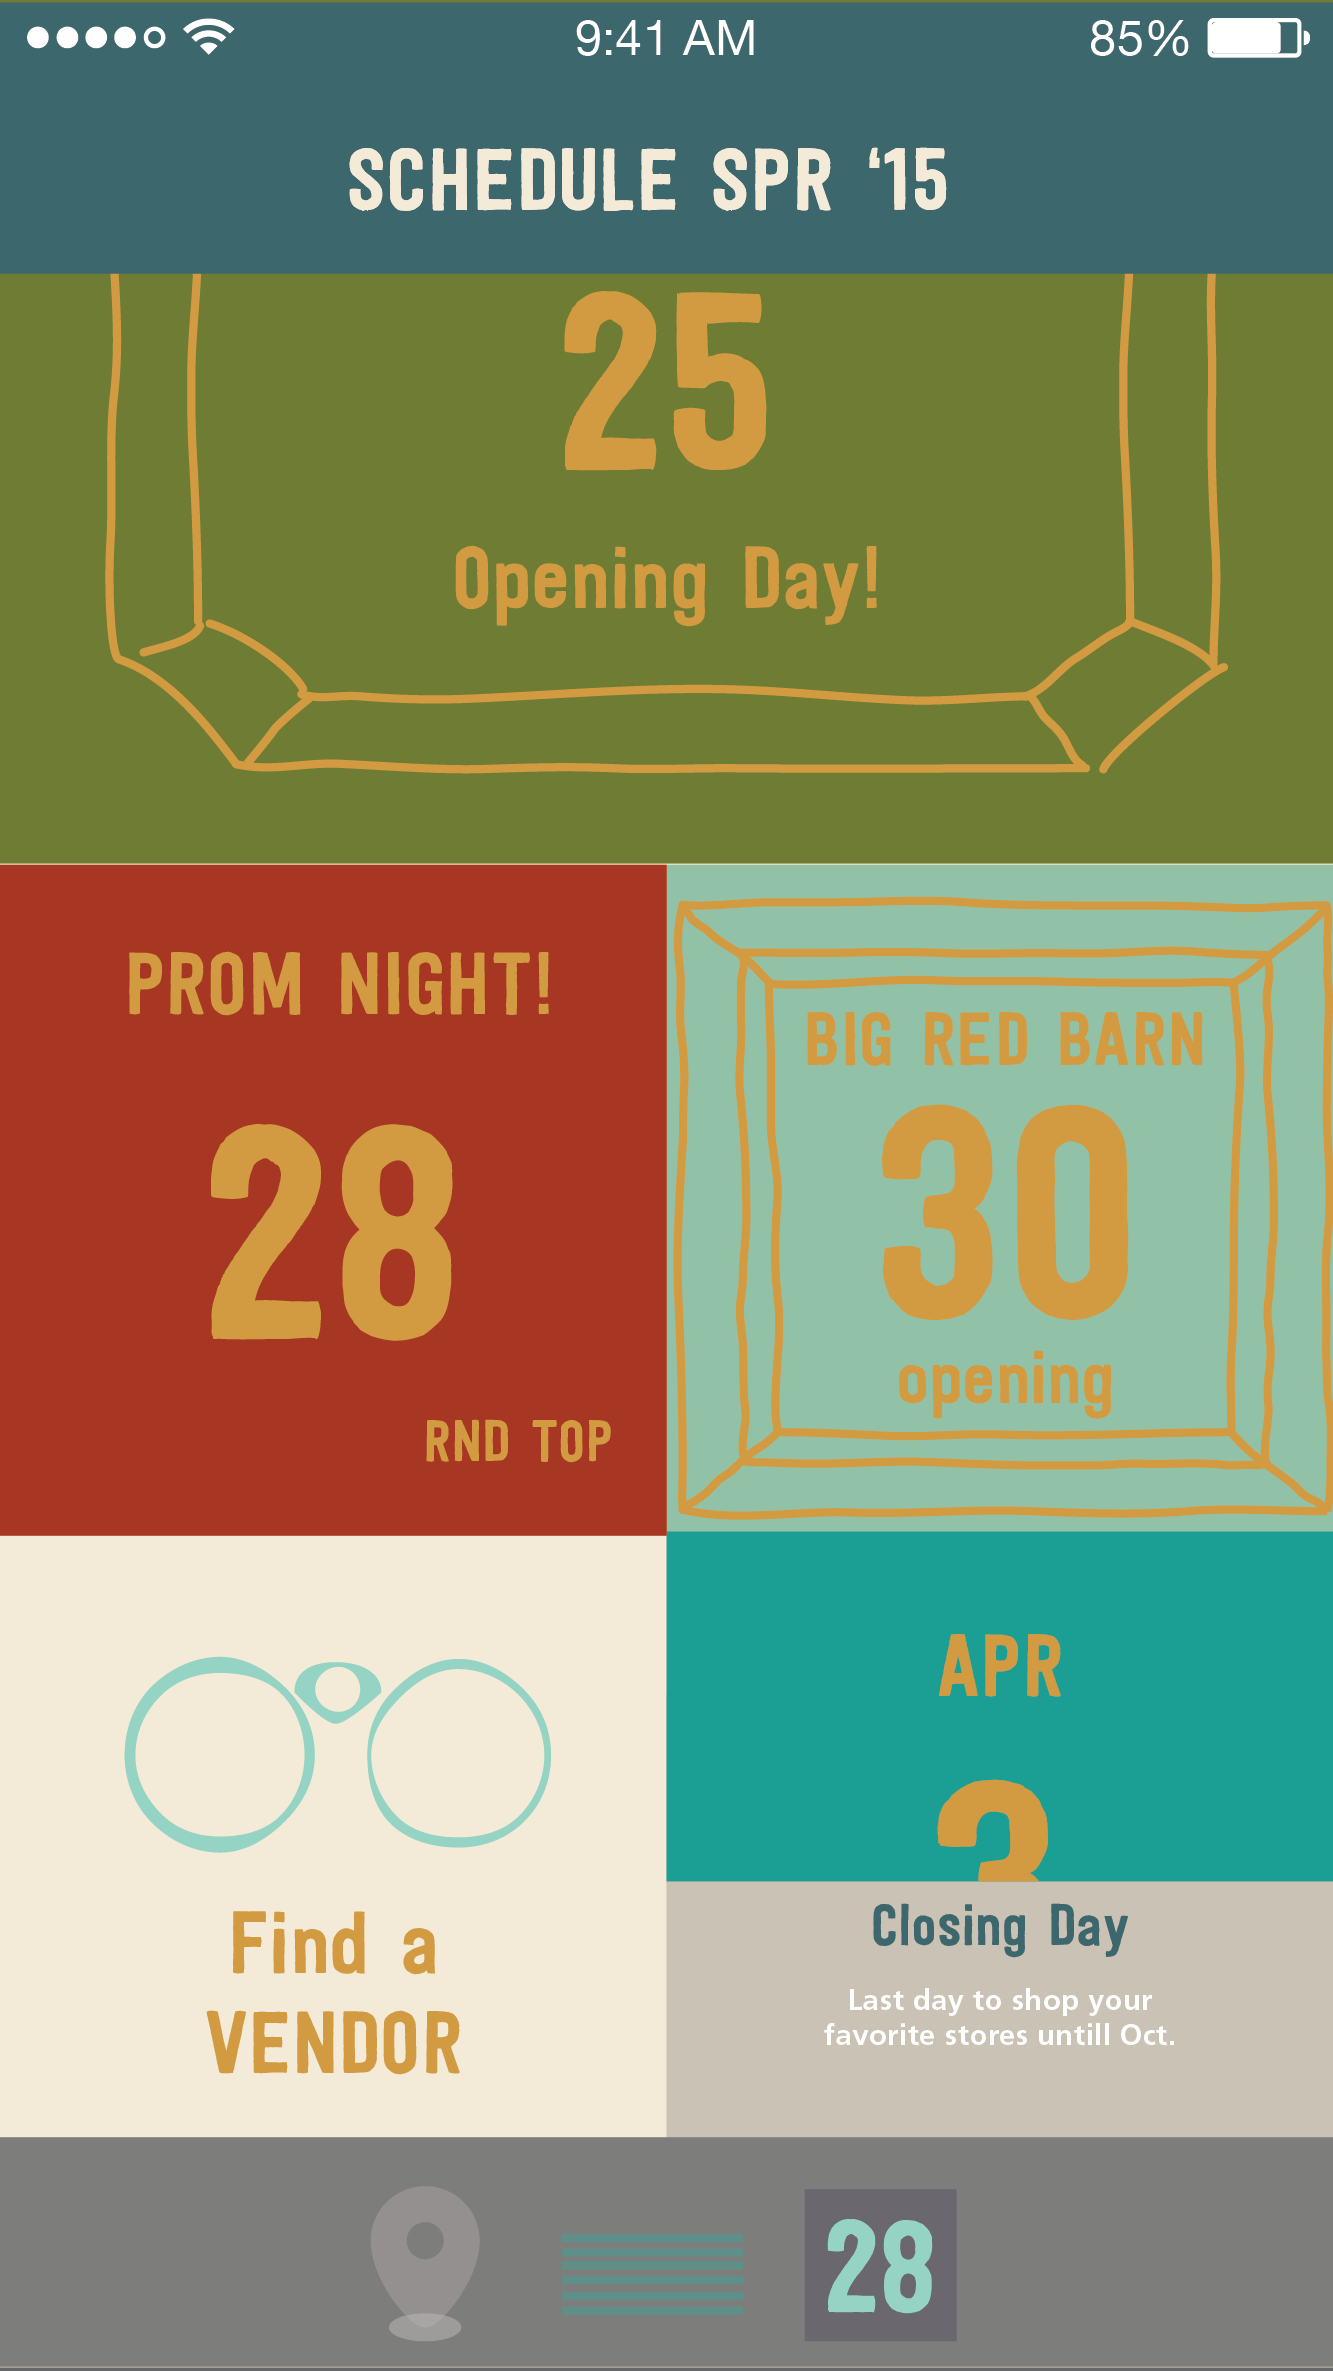 9:41 AM
85%
SCHEDULE SPR ‘15
25
Opening Day!
PROM NIGHT!
28
RND TOP
BIG RED BARN
30
opening
Find a
VENDOR
APR
3
Closing Day
Last day to shop your
favorite stores untill Oct.
28